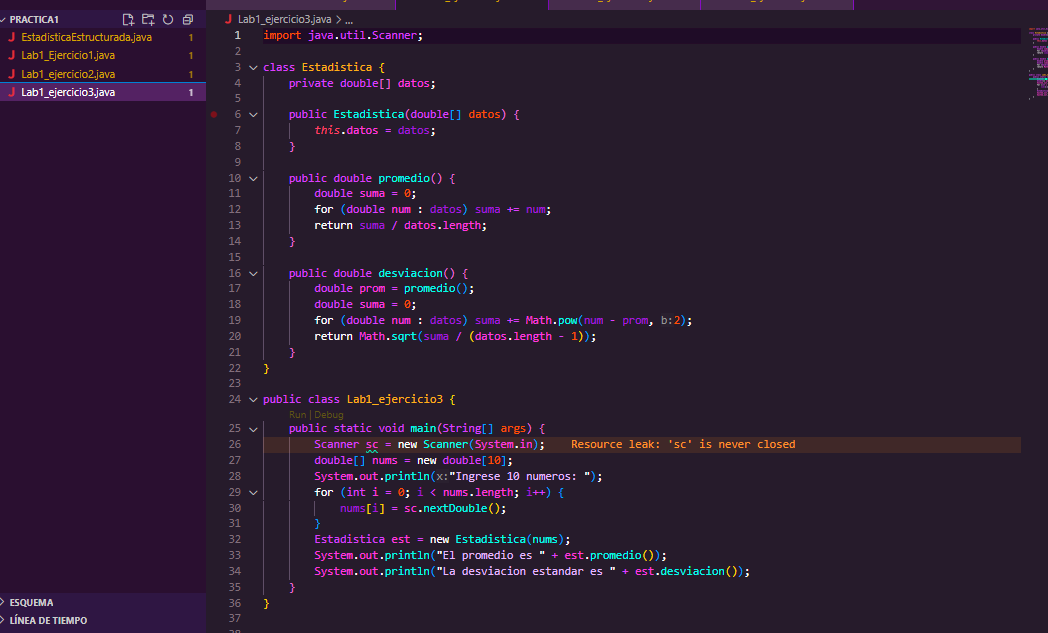 PRACTICA1
EstadisticaEstructurada.java 1
Lab1_Ejercicio1.java 1
Lab1_ejercicio2.java 1
Lab1_ejercicio3.java 1
ESQUEMA
LÍNEA DE TIEMPO
Lab1_ejercicio3.java > ...
1 import java.util.Scanner;
2
3 class Estadistica {
4 private double[] datos;
5
6 public Estadistica(double[] datos) {
7 this.datos = datos;
8 }
9
10 public double promedio() {
11 double suma = 0;
12 for (double num : datos) suma += num;
13 return suma / datos.length;
14 }
15
16 public double desviacion() {
17 double prom = promedio();
18 double suma = 0;
19 for (double num : datos) suma += Math.pow(num - prom, b:2);
20 return Math.sqrt(suma / (datos.length - 1));
21 }
22 }
23
24 public class Lab1_ejercicio3 {
Run | Debug
25 public static void main(String[] args) {
26 Scanner sc = new Scanner(System.in); Resource leak: 'sc' is never closed
27 double[] nums = new double[10];
28 System.out.println(x:"Ingrese 10 numeros: ");
29 for (int i = 0; i < nums.length; i++) {
30 nums[i] = sc.nextDouble();
31 }
32 Estadistica est = new Estadistica(nums);
33 System.out.println("El promedio es " + est.promedio());
34 System.out.println("La desviacion estandar es " + est.desviacion());
35 }
36 }
37